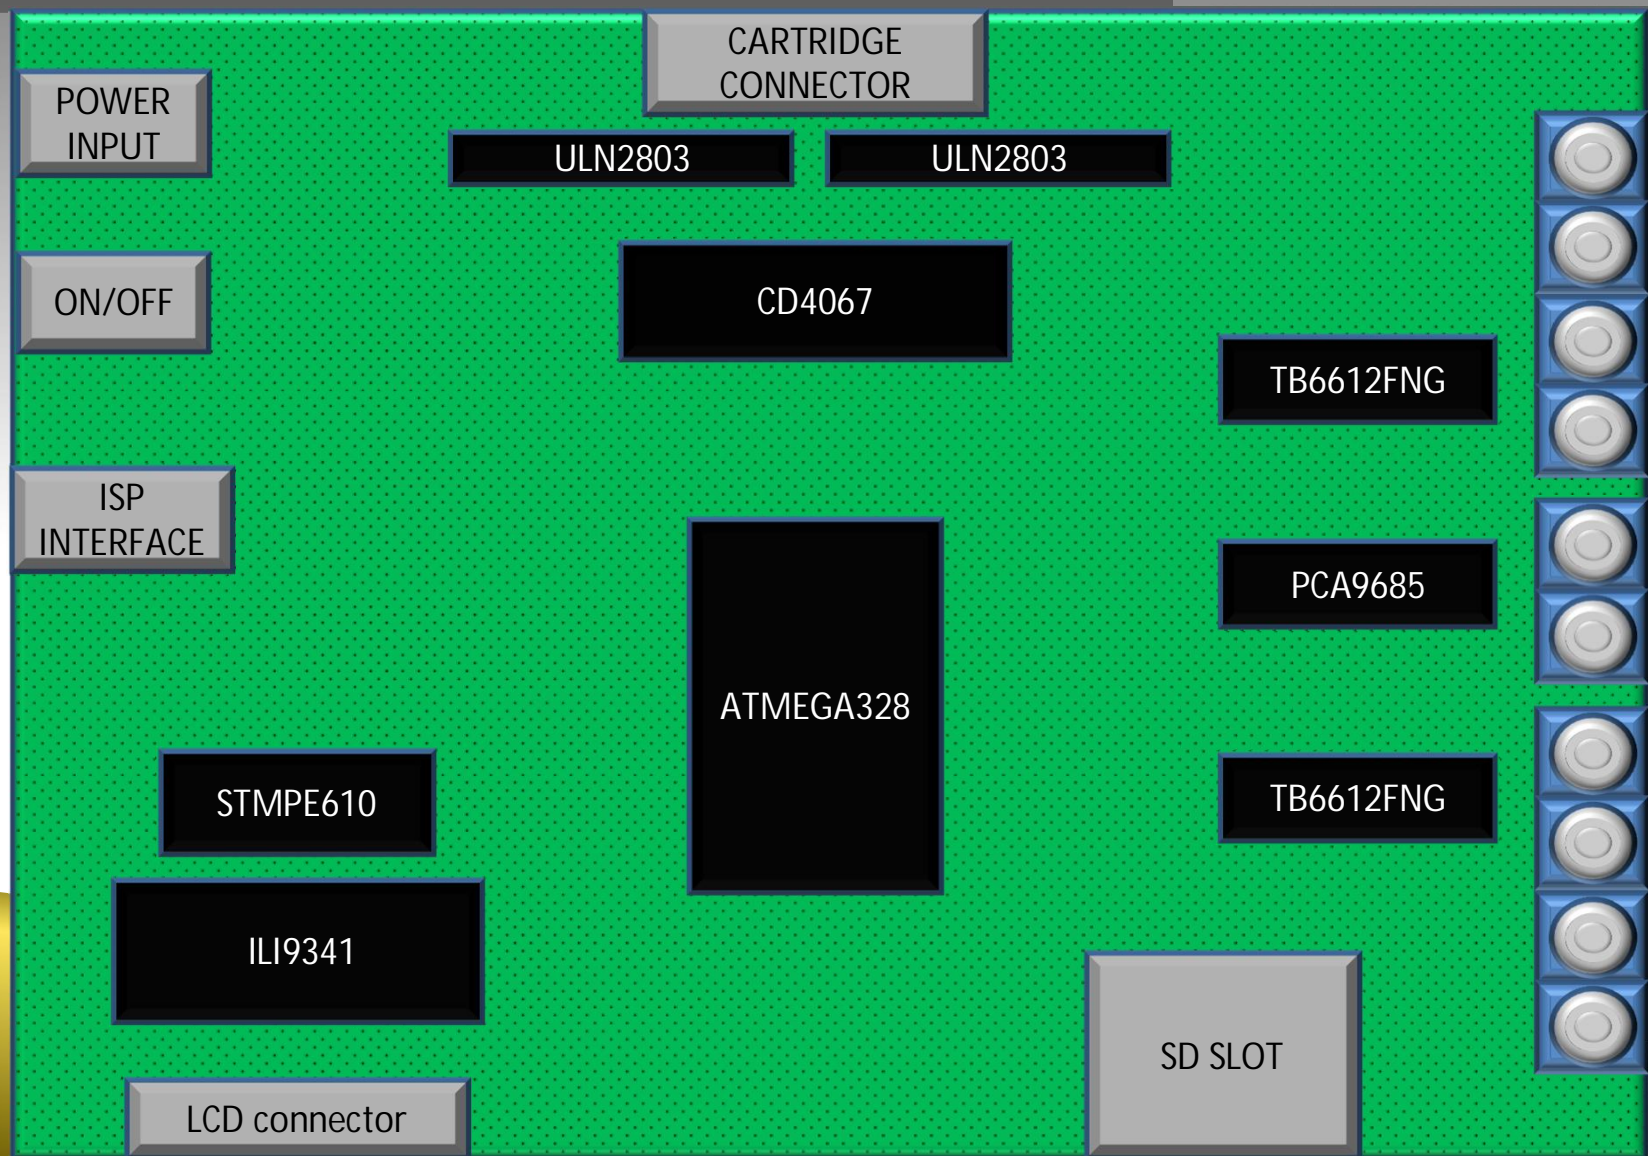 CARTRIDGE
CONNECTOR
POWER
INPUT
ULN2803
ULN2803
ON/OFF
CD4067
TB6612FNG
ISP
INTERFACE
PCA9685
ATMEGA328
STMPE610
TB6612FNG
ILI9341
SD SLOT
LCD connector